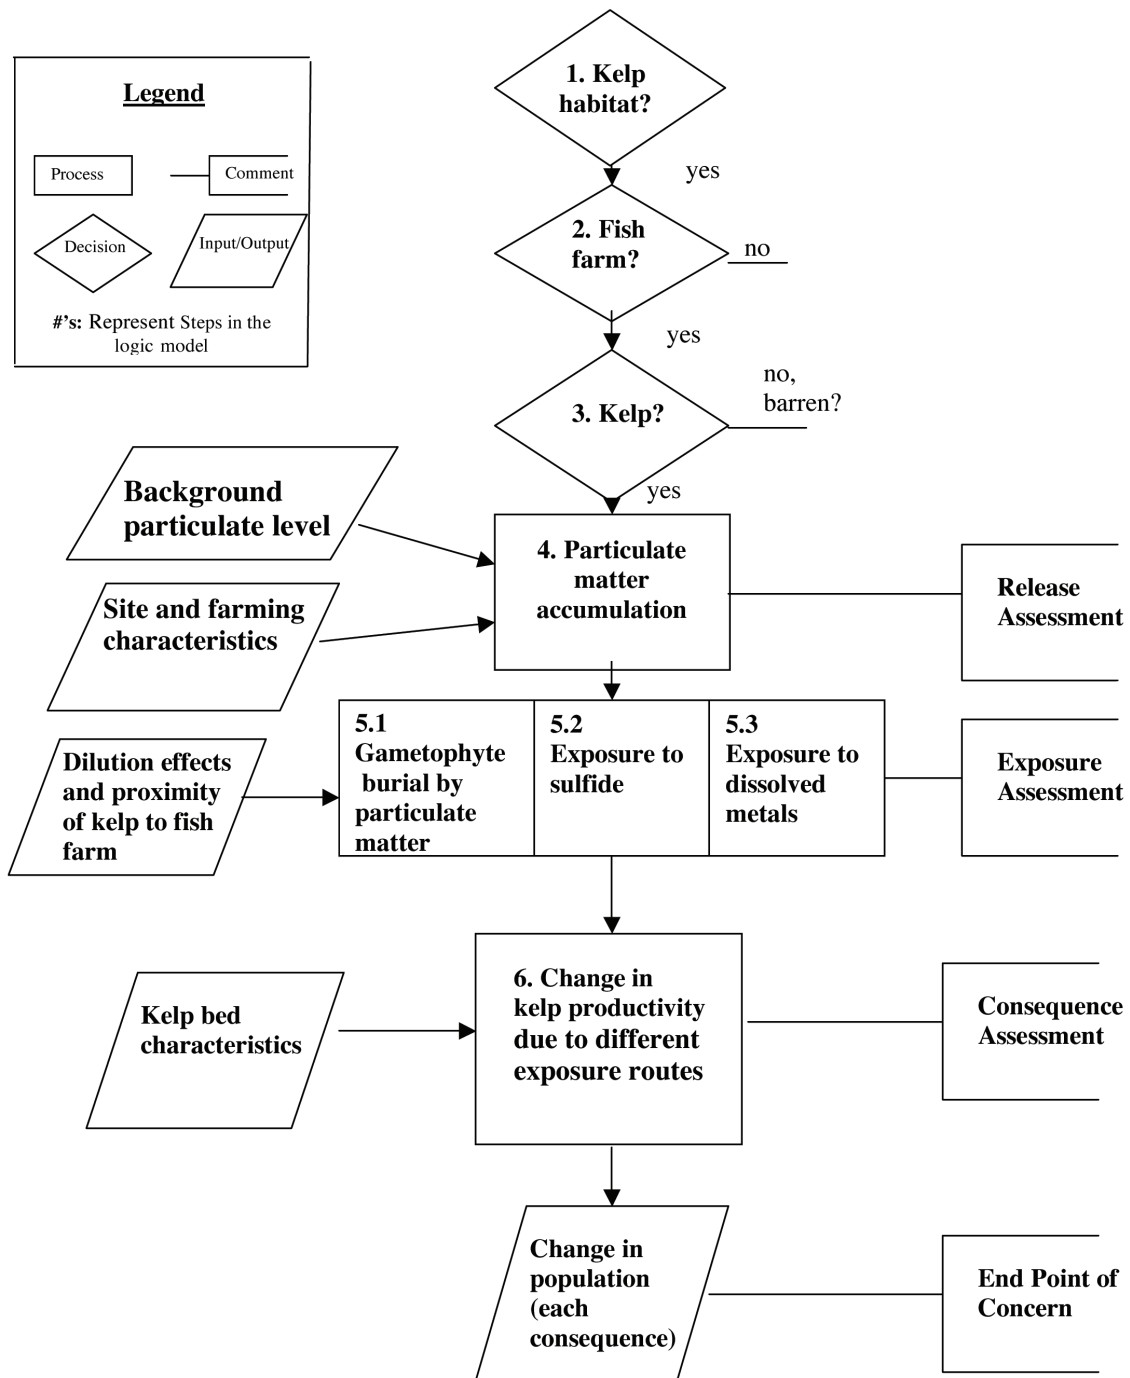 Legend
Process
Comment
Decision
Input/Output
#'s: Represent Steps in the
logic model
1. Kelp
habitat?
yes
2. Fish
farm?
no
yes
3. Kelp?
no,
barren?
yes
Background
particulate level
4. Particulate
matter
accumulation
Release
Assessment
Site and farming
characteristics
5.1
Gametophyte
burial by
particulate
matter
5.2
Exposure to
sulfide
5.3
Exposure to
dissolved
metals
Exposure
Assessment
Dilution effects
and proximity
of kelp to fish
farm
6. Change in
kelp productivity
due to different
exposure routes
Consequence
Assessment
Kelp bed
characteristics
Change in
population
(each
consequence)
End Point of
Concern